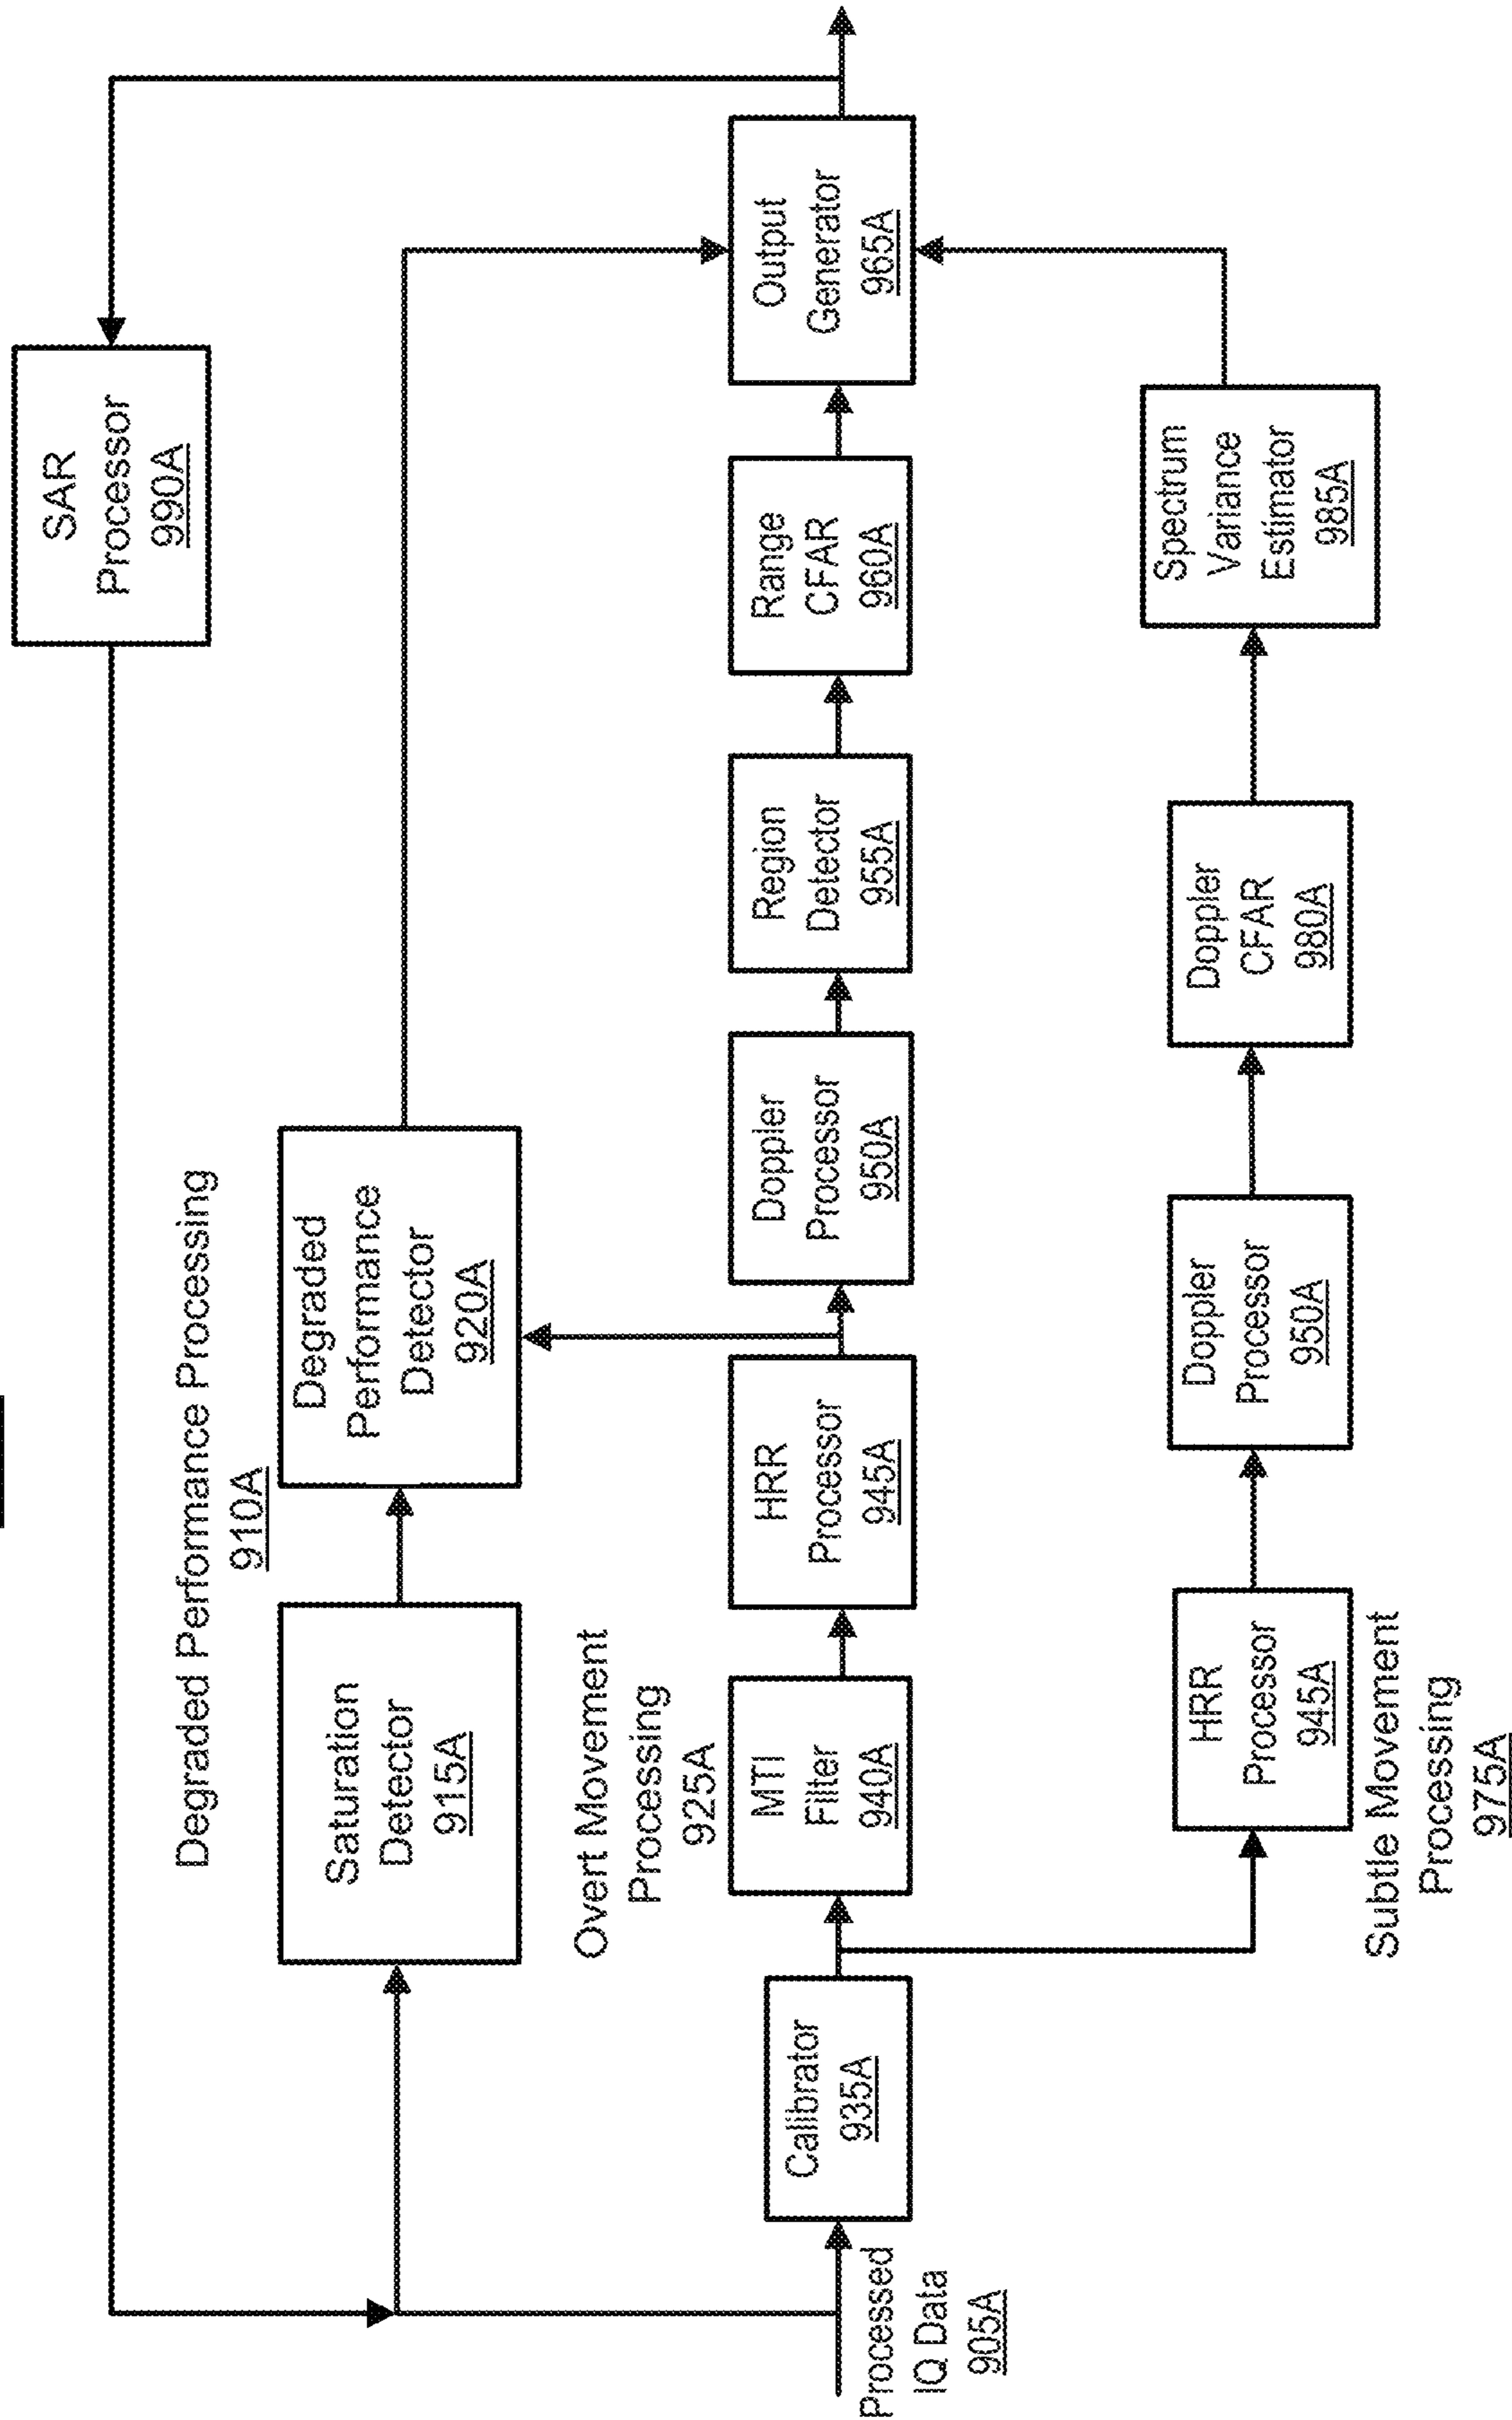 SAR
Processor
990A
Degraded Performance Processing
910A
Saturation
Detector
915A
Degraded
Performance
Detector
920A
Overt Movement
Processing
925A
Processed
IQ Data
905A
Calibrator
935A
MTI
Filter
940A
HRR
Processor
945A
Doppler
Processor
950A
Region
Detector
955A
Range
CFAR
960A
Output
Generator
965A
HRR
Processor
945A
Doppler
Processor
950A
Doppler
CFAR
980A
Spectrum
Variance
Estimator
985A
Subtle Movement
Processing
975A